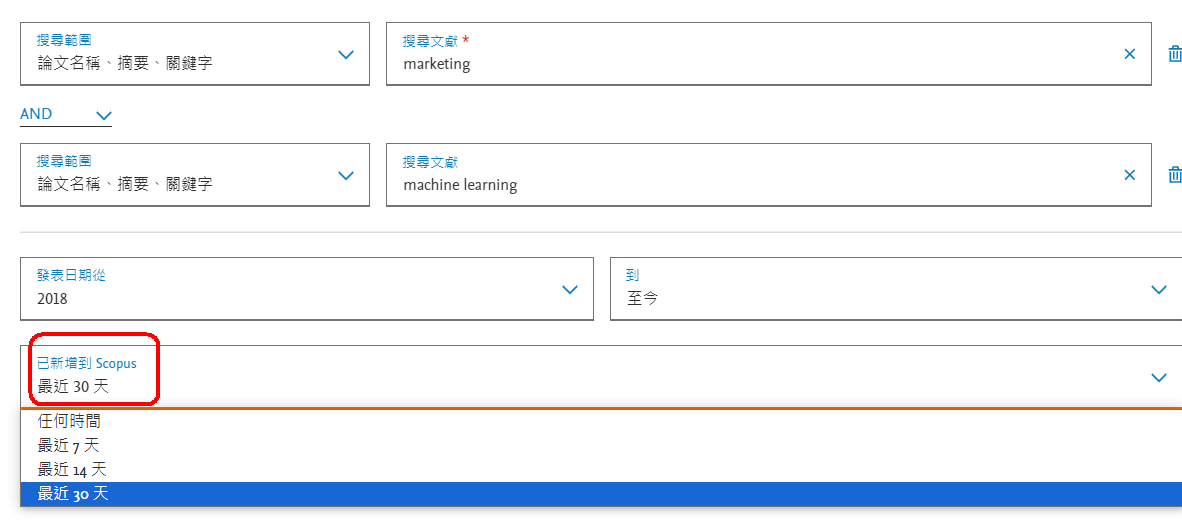 搜尋範圍
論文名稱、摘要、關鍵字
搜尋文獻 *
marketing
AND
搜尋範圍
論文名稱、摘要、關鍵字
搜尋文獻
machine learning
發表日期從
2018
到
至今
已新增到 Scopus
最近 30 天
任何時間
最近 7 天
最近 14 天
最近 30 天